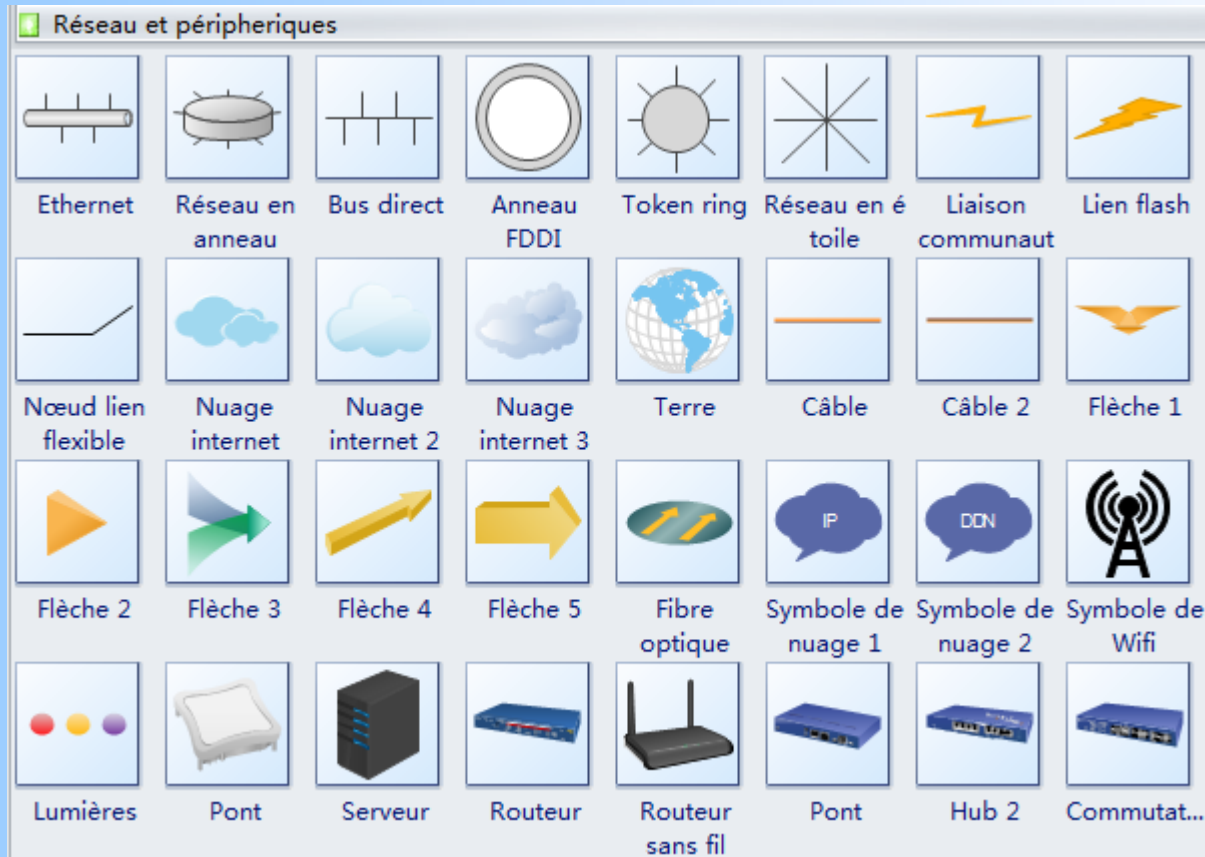 Réseau et péripheriques
Ethernet
Réseau en
anneau
Bus direct
Anneau
FDDI
Token ring
Réseau en é
toile
Liaison
communaut
Lien flash
Nœud lien
flexible
Nuage
internet
Nuage
internet 2
Nuage
internet 3
Terre
Câble
Câble 2
Flèche 1
IP
DDN
Flèche 2
Flèche 3
Flèche 4
Flèche 5
Fibre
optique
Symbole de
nuage 1
Symbole de
nuage 2
Symbole de
Wifi
Lumières
Pont
Serveur
Routeur
Routeur
sans fil
Pont
Hub 2
Commutat...